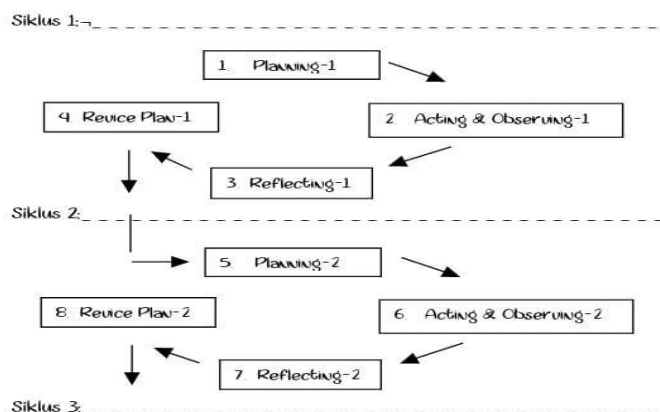 Siklus 1:¬
1. Planning-1
4. Revice Plan-1
2. Acting & Observing-1
3. Reflecting-1
Siklus 2:
5. Planning-2
8. Revice Plan-2
6. Acting & Observing-2
7. Reflecting-2
Siklus 3: